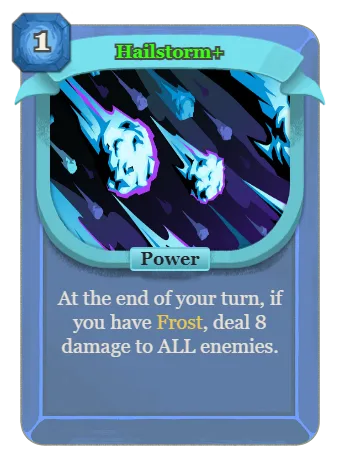 1
Hailstorm+
Power
At the end of your turn, if
you have Frost, deal 8
damage to ALL enemies.